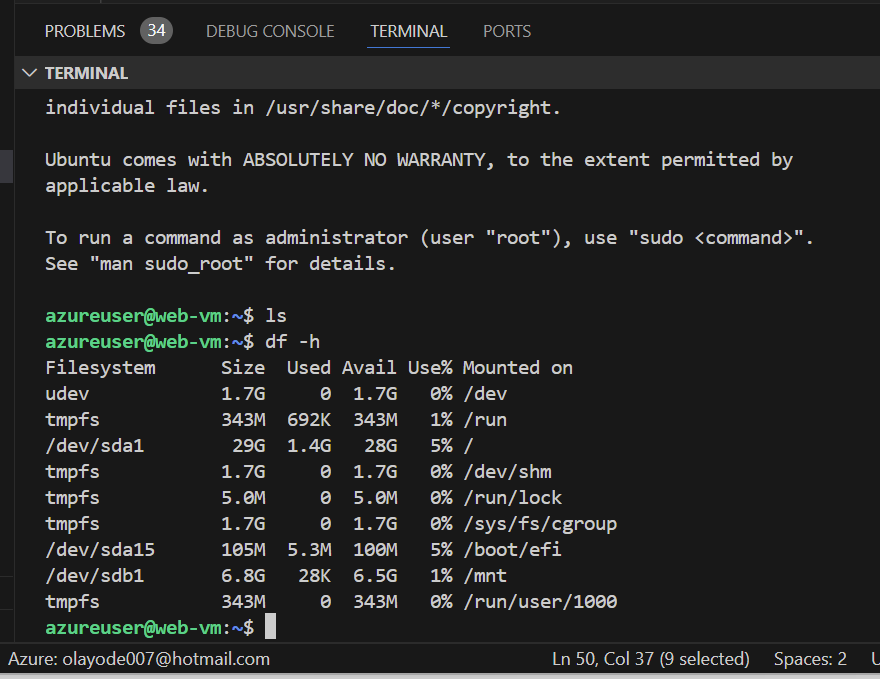 PROBLEMS 34 DEBUG CONSOLE TERMINAL PORTS
TERMINAL
individual files in /usr/share/doc/*/copyright.
Ubuntu comes with ABSOLUTELY NO WARRANTY, to the extent permitted by
applicable law.
To run a command as administrator (user "root"), use "sudo <command>".
See "man sudo_root" for details.
azureuser@web-vm:~$ ls
azureuser@web-vm:~$ df -h
Filesystem      Size  Used Avail Use% Mounted on
udev            1.7G     0  1.7G   0% /dev
tmpfs           343M  692K  343M   1% /run
/dev/sda1        29G  1.4G   28G   5% /
tmpfs           1.7G     0  1.7G   0% /dev/shm
tmpfs           5.0M     0  5.0M   0% /run/lock
tmpfs           1.7G     0  1.7G   0% /sys/fs/cgroup
/dev/sda15      105M  5.3M  100M   5% /boot/efi
/dev/sdb1       6.8G   28K  6.5G   1% /mnt
tmpfs           343M     0  343M   0% /run/user/1000
azureuser@web-vm:~$
Azure: olayode007@hotmail.com Ln 50, Col 37 (9 selected) Spaces: 2